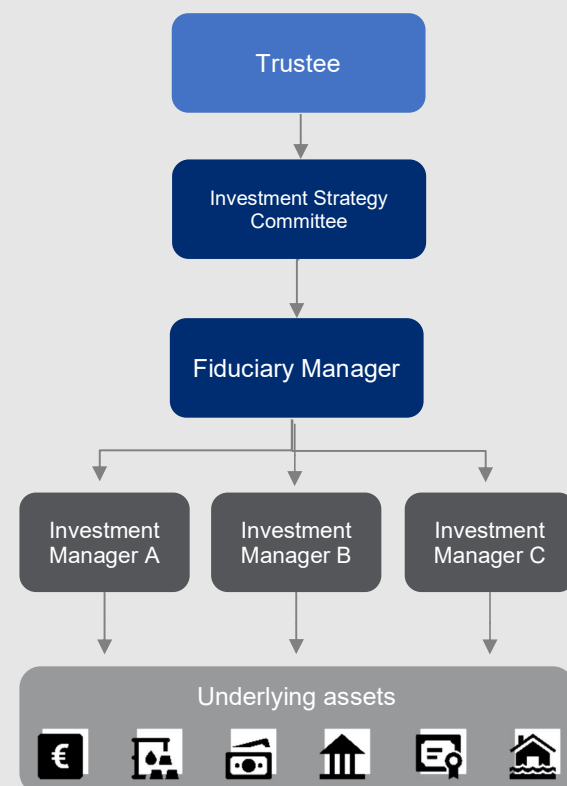 Trustee
Investment Strategy
Committee
Fiduciary Manager
Investment
Manager A
Investment
Manager B
Investment
Manager C
Underlying assets
€